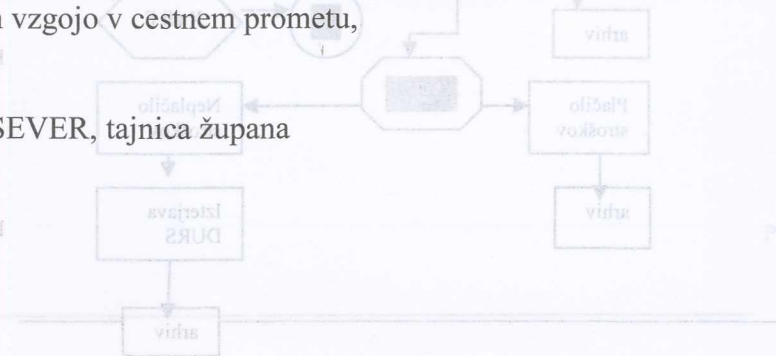 vzgojo v cestnem prometu,
arhiv
Neplačilo
Plačilo
stroškov
SEVER, tajnica župana
Izterjava
DURS
arhiv
arhiv